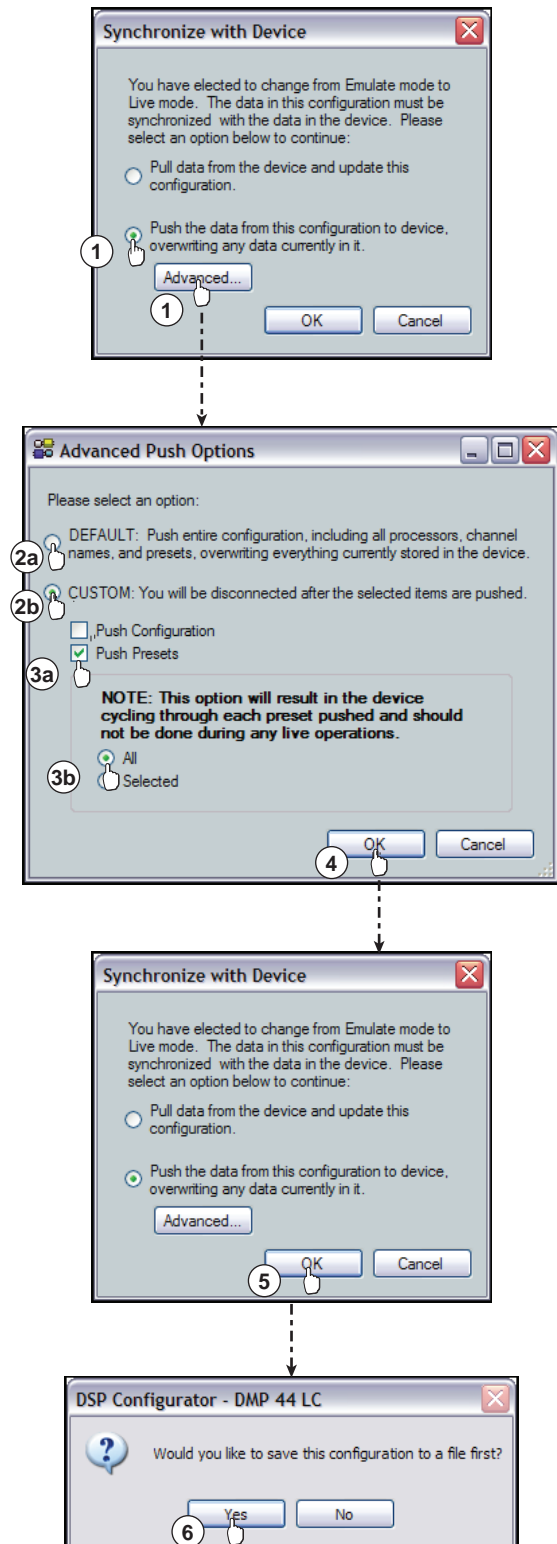 Synchronize with Device
You have elected to change from Emulate mode to
Live mode. The data in this configuration must be
synchronized with the data in the device. Please
select an option below to continue:
Pull data from the device and update this
configuration.
Push the data from this configuration to device,
overwriting any data currently in it.
1
Advanced...
1
OK Cancel
Advanced Push Options
Please select an option:
DEFAULT: Push entire configuration, including all processors, channel
names, and presets, overwriting everything currently stored in the device.
2a
CUSTOM: You will be disconnected after the selected items are pushed.
2b
Push Configuration
Push Presets
3a
NOTE: This option will result in the device
cycling through each preset pushed and should
not be done during any live operations.
All
3b
Selected
OK Cancel
4
Synchronize with Device
You have elected to change from Emulate mode to
Live mode. The data in this configuration must be
synchronized with the data in the device. Please
select an option below to continue:
Pull data from the device and update this
configuration.
Push the data from this configuration to device,
overwriting any data currently in it.
Advanced...
OK Cancel
5
DSP Configurator - DMP 44 LC
Would you like to save this configuration to a file first?
Yes No
6